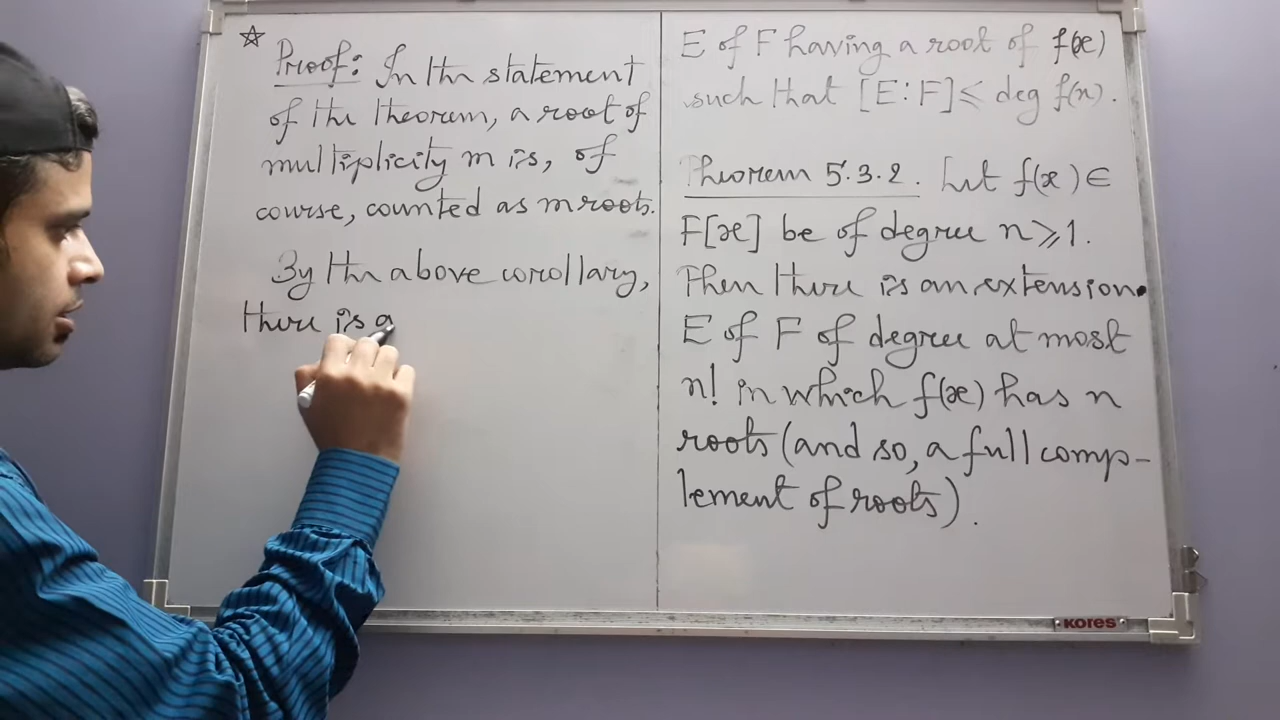 Proof: In the statement
of the theorem, a root of
multiplicity m is, of
course, counted as m roots.
By the above corollary,
there is a
E of F having a root of f(x)
such that [E:F]⩽ deg f(x).
Theorem 5.3.2. Let f(x) ∈
F[x] be of degree n⩾1.
Then there is an extension
E of F of degree at most
n! in which f(x) has n
roots (and so, a full comp-
lement of roots).
KORES